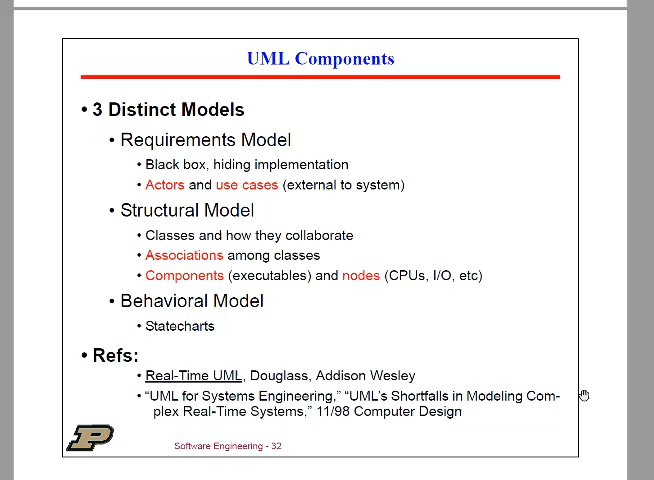 UML Components
• 3 Distinct Models
• Requirements Model
• Black box, hiding implementation
• Actors and use cases (external to system)
• Structural Model
• Classes and how they collaborate
• Associations among classes
• Components (executables) and nodes (CPUs, I/O, etc)
• Behavioral Model
• Statecharts
• Refs:
• Real-Time UML, Douglass, Addison Wesley
• “UML for Systems Engineering,” “UML’s Shortfalls in Modeling Com-
plex Real-Time Systems,” 11/98 Computer Design
P
Software Engineering - 32